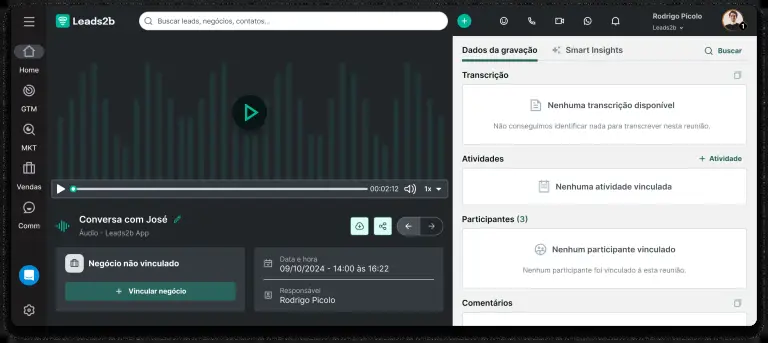 Leads2b
Buscar leads, negócios, contatos...
Rodrigo Picolo
Leads2b
1
Home
GTM
MKT
Vendas
Comm
00:02:12
1x
Conversa com José
Áudio - Leads2b App
Negócio não vinculado
+ Vincular negócio
Data e hora
09/10/2024 - 14:00 às 16:22
Responsável
Rodrigo Picolo
Dados da gravação
Smart Insights
Buscar
Transcrição
Nenhuma transcrição disponível
Não conseguimos identificar nada para transcrever nesta reunião.
Atividades
+ Atividade
Nenhuma atividade vinculada
Participantes (3)
Nenhum participante vinculado
Nenhum participante foi vinculado à esta reunião.
Comentários